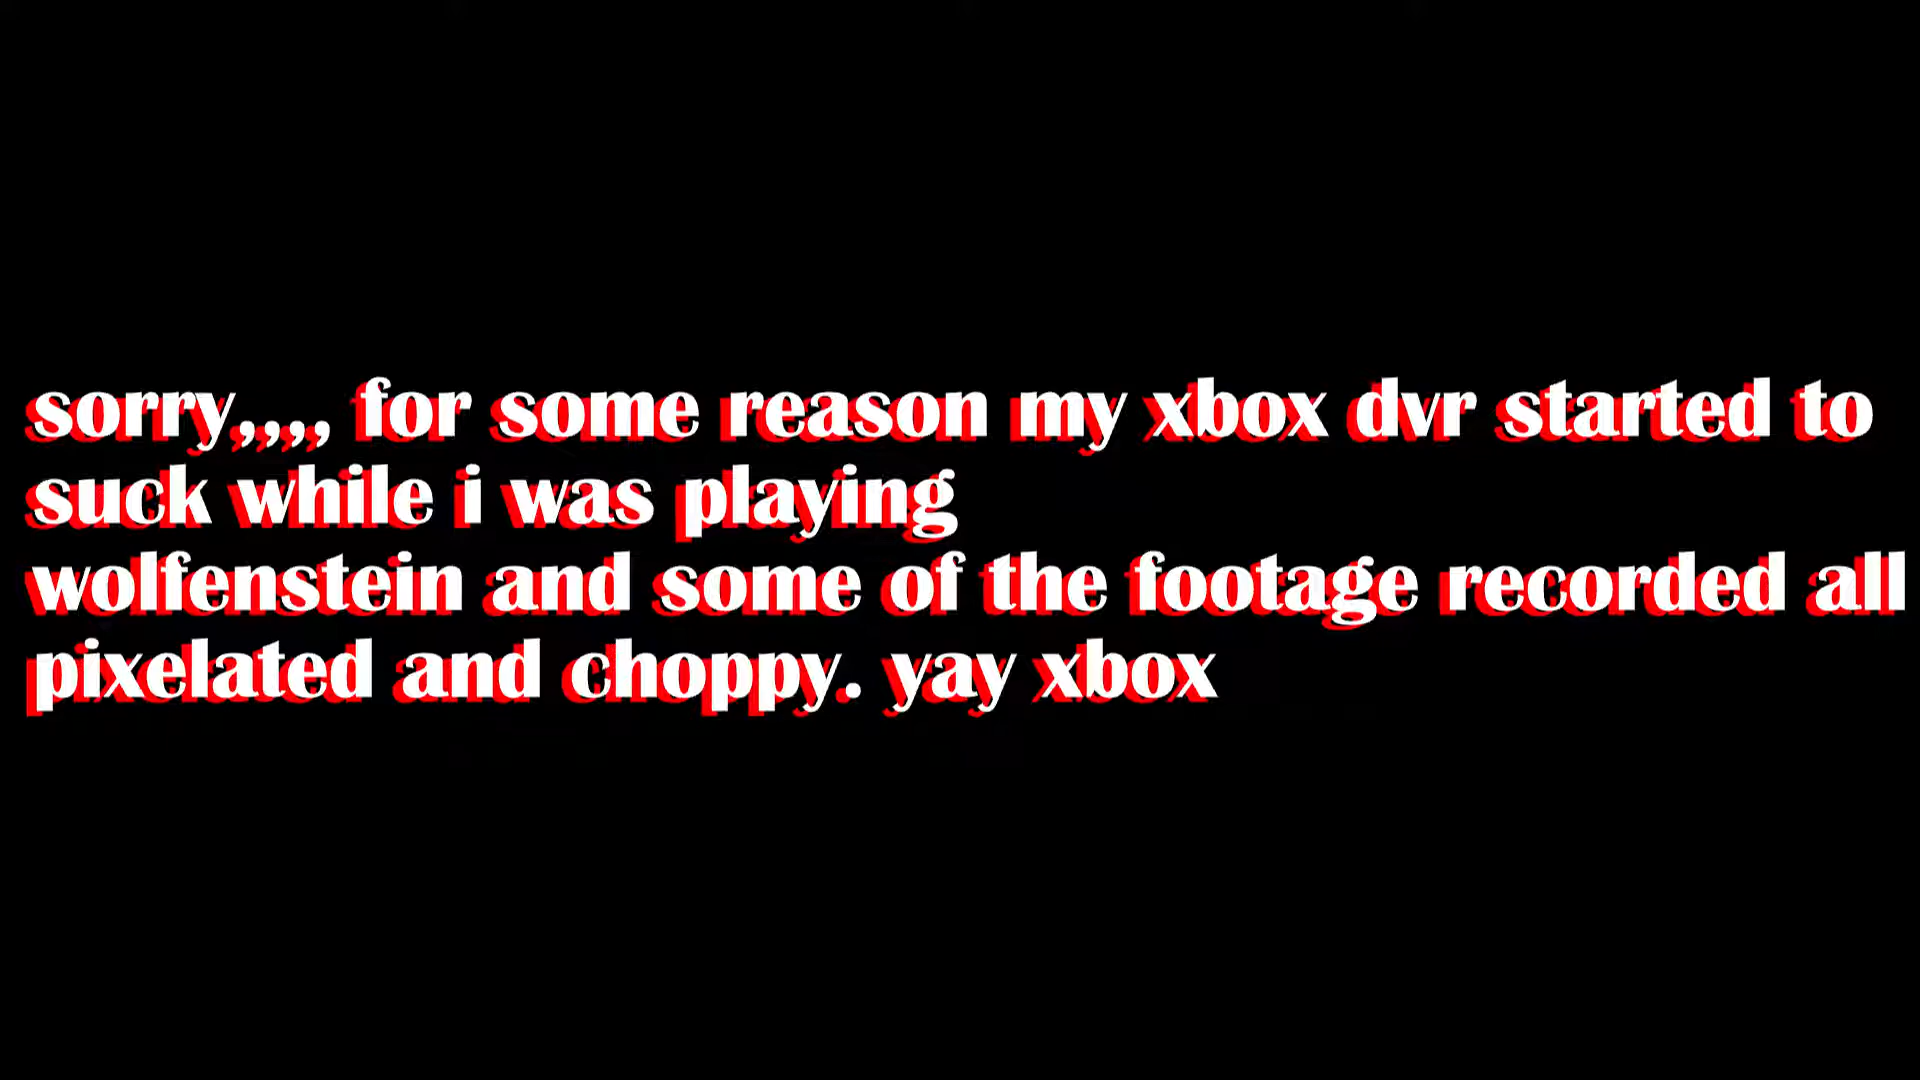 sorry,,,, for some reason my xbox dvr started to
suck while i was playing
wolfenstein and some of the footage recorded all
pixelated and choppy. yay xbox